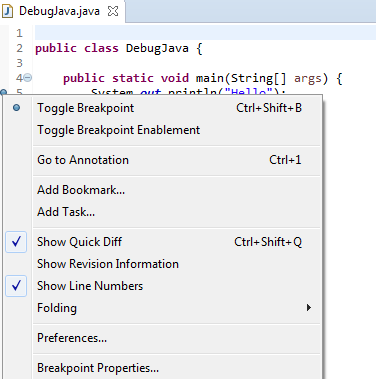 DebugJava.java
1
2 public class DebugJava {
3
4 public static void main(String[] args) {
5 System.out.println("Hello");
Toggle Breakpoint Ctrl+Shift+B
Toggle Breakpoint Enablement
Go to Annotation Ctrl+1
Add Bookmark...
Add Task...
Show Quick Diff Ctrl+Shift+Q
Show Revision Information
Show Line Numbers
Folding
Preferences...
Breakpoint Properties...